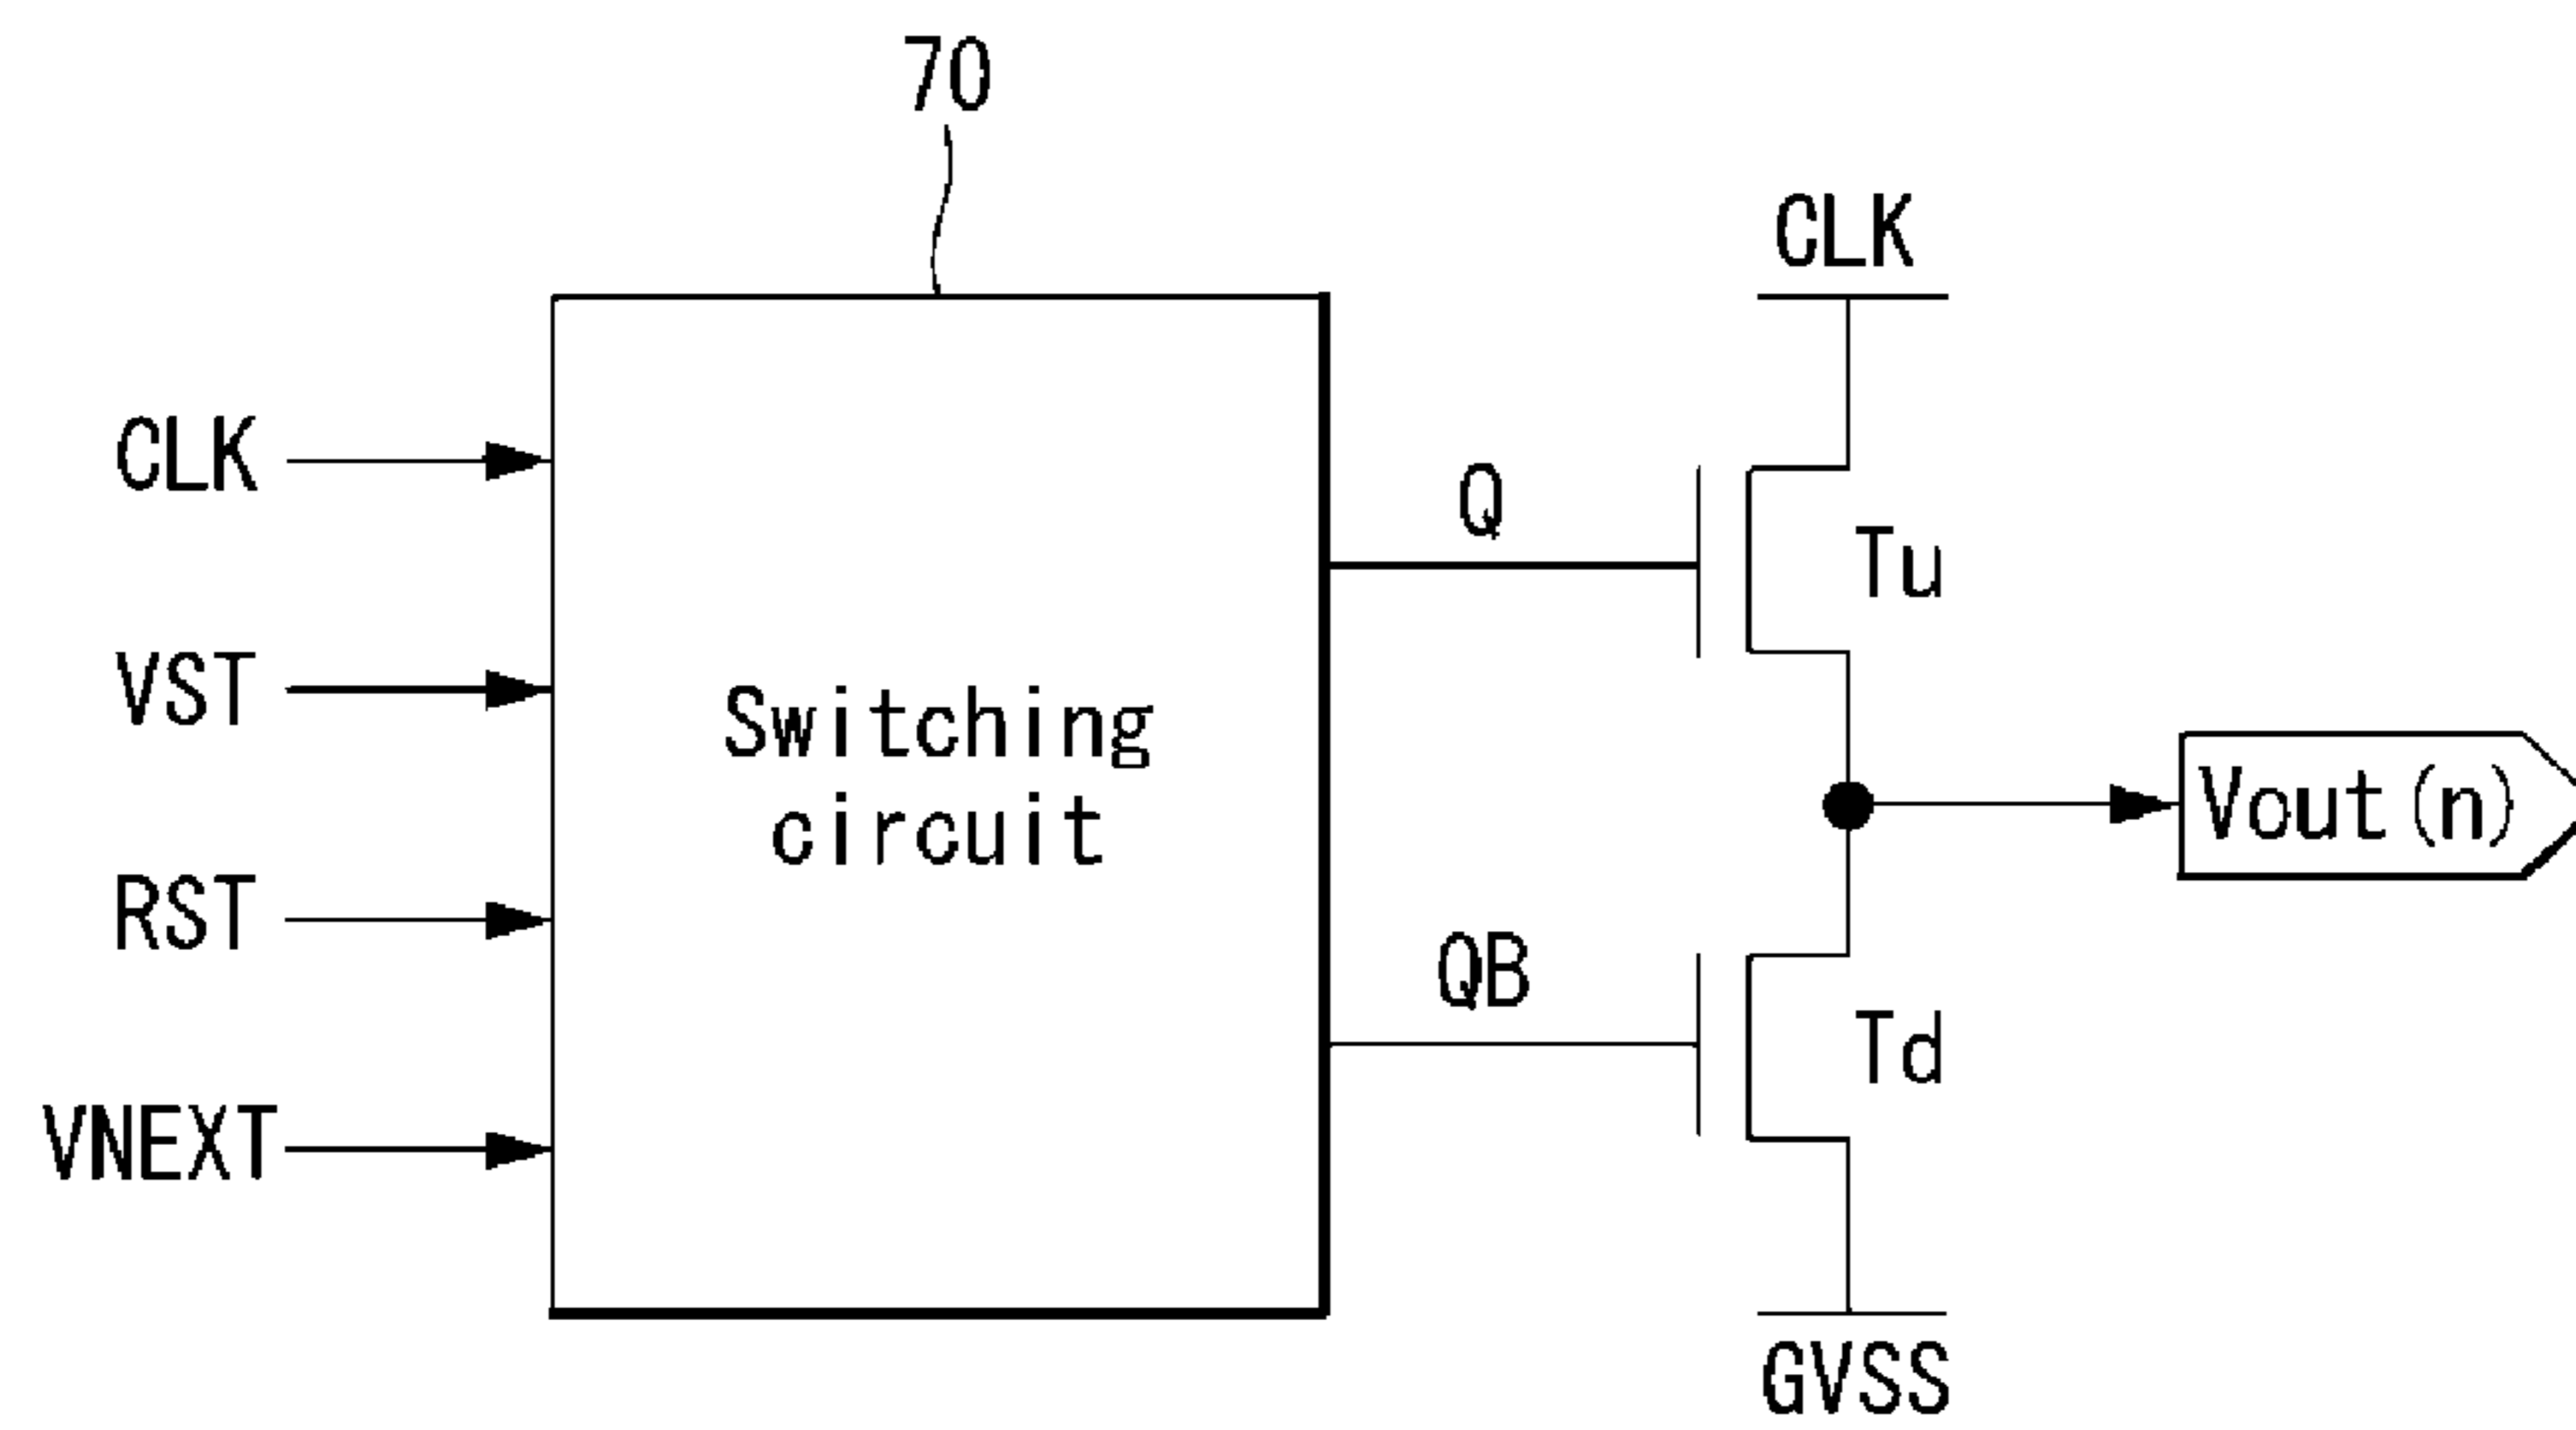 70
CLK
CLK
Q
Tu
VST
Switching
circuit
Vout(n)
RST
QB
Td
VNEXT
GVSS